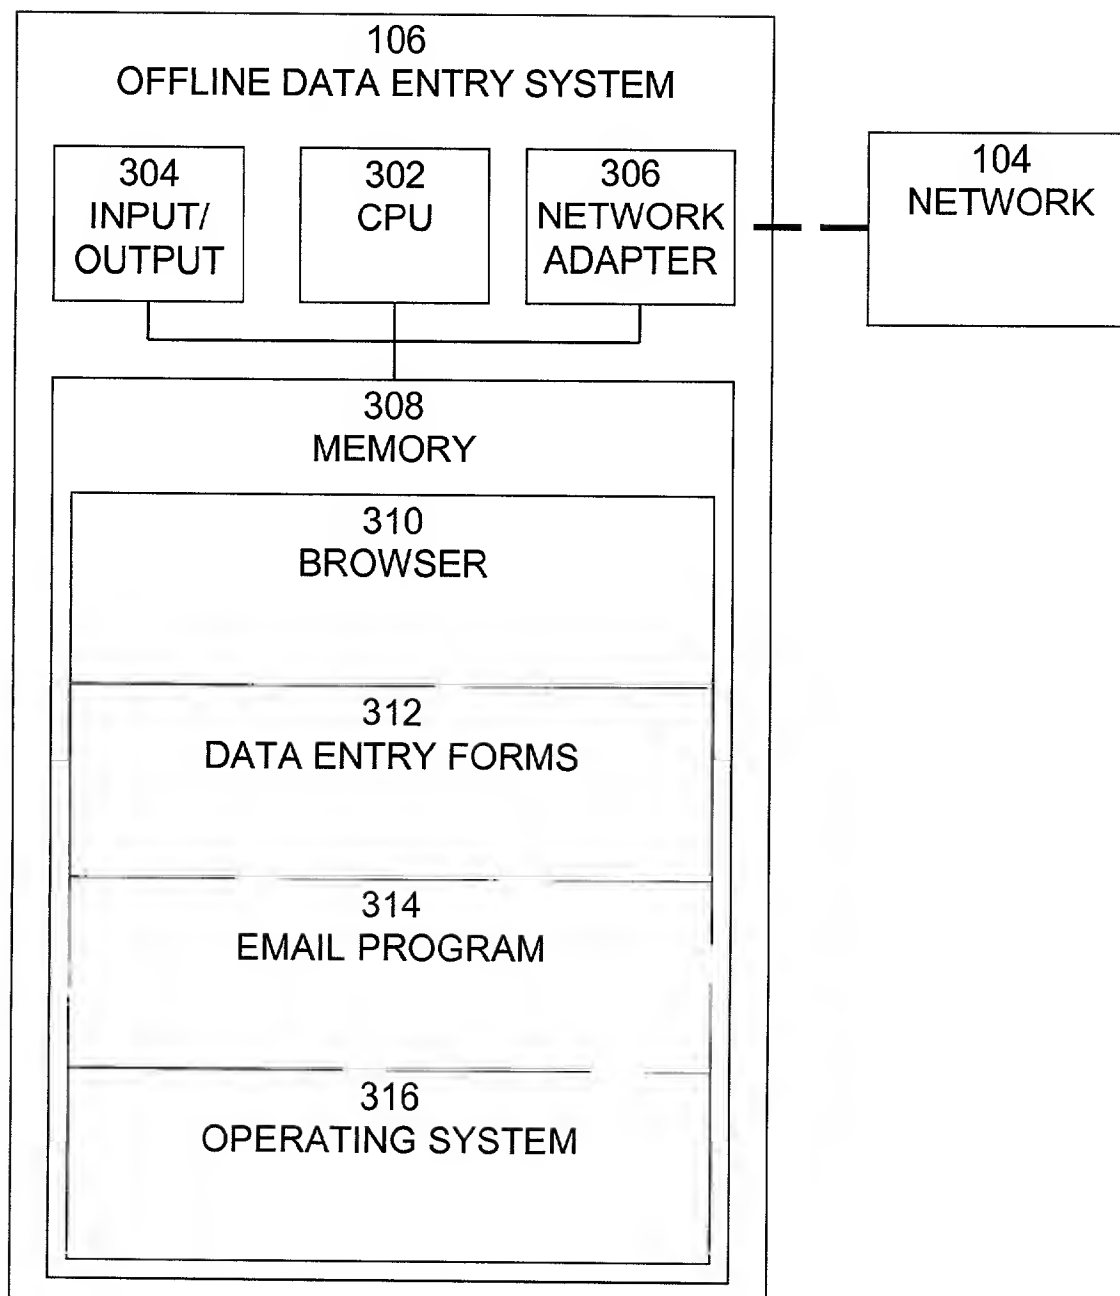 106
OFFLINE DATA ENTRY SYSTEM
304
INPUT/
OUTPUT
302
CPU
306
NETWORK
ADAPTER
104
NETWORK
308
MEMORY
310
BROWSER
312
DATA ENTRY FORMS
314
EMAIL PROGRAM
316
OPERATING SYSTEM